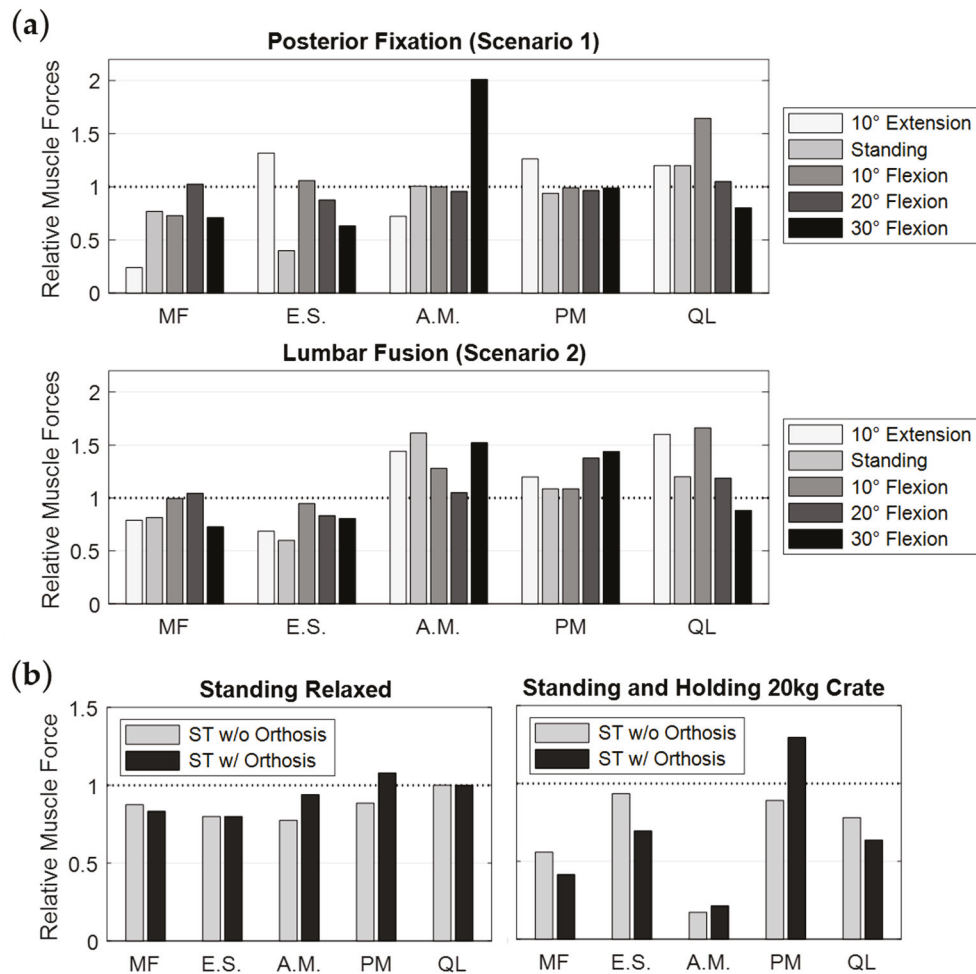 (a)
Posterior Fixation (Scenario 1)
Relative Muscle Forces
2
1.5
1
0.5
0
MF E.S. A.M. PM QL
10° Extension
Standing
10° Flexion
20° Flexion
30° Flexion
Lumbar Fusion (Scenario 2)
Relative Muscle Forces
2
1.5
1
0.5
0
MF E.S. A.M. PM QL
10° Extension
Standing
10° Flexion
20° Flexion
30° Flexion
(b)
Standing Relaxed
Relative Muscle Force
1.5
1
0.5
0
ST w/o Orthosis
ST w/ Orthosis
MF E.S. A.M. PM QL
Standing and Holding 20kg Crate
ST w/o Orthosis
ST w/ Orthosis
MF E.S. A.M. PM QL